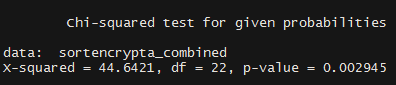 Chi-squared test for given probabilities
data:  sortencrypta_combined
X-squared = 44.6421, df = 22, p-value = 0.002945